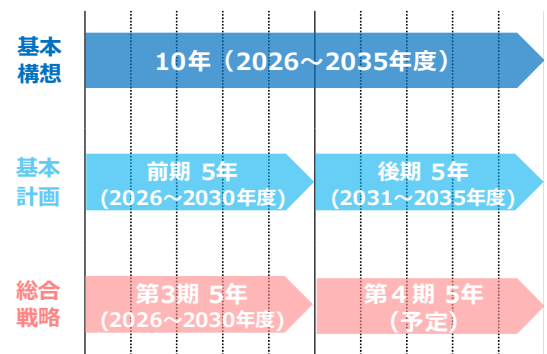 基本
構想
10年（2026～2035年度）
基本
計画
前期 5年
(2026～2030年度)
後期 5年
(2031～2035年度)
総合
戦略
第3期 5年
(2026～2030年度)
第４期 5年
（予定）